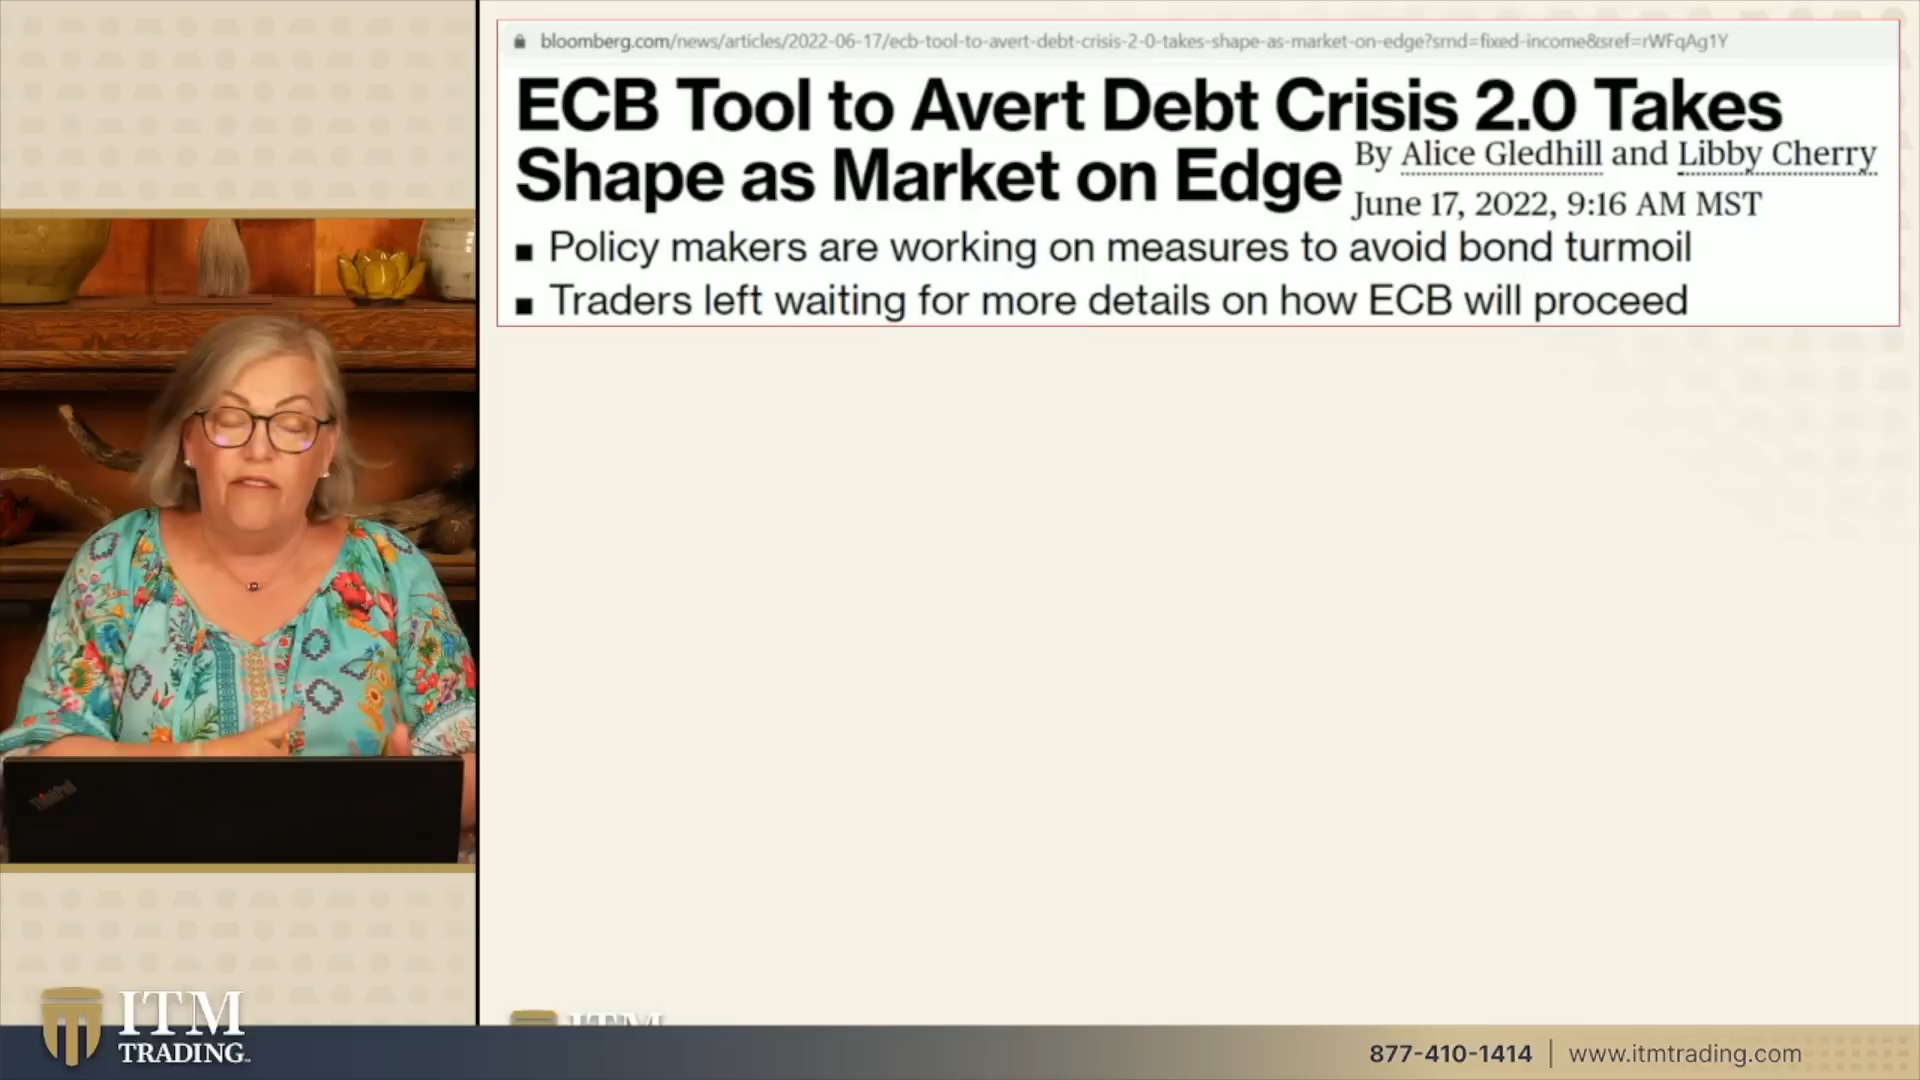 bloomberg.com/news/articles/2022-06-17/ecb-tool-to-avert-debt-crisis-2-0-takes-shape-as-market-on-edge?srnd=fixed-income&sref=rWFqAg1Y
ECB Tool to Avert Debt Crisis 2.0 Takes
Shape as Market on Edge
By Alice Gledhill and Libby Cherry
June 17, 2022, 9:16 AM MST
■ Policy makers are working on measures to avoid bond turmoil
■ Traders left waiting for more details on how ECB will proceed
ThinkPad
ITM
TRADING
ITM
877-410-1414 | www.itmtrading.com